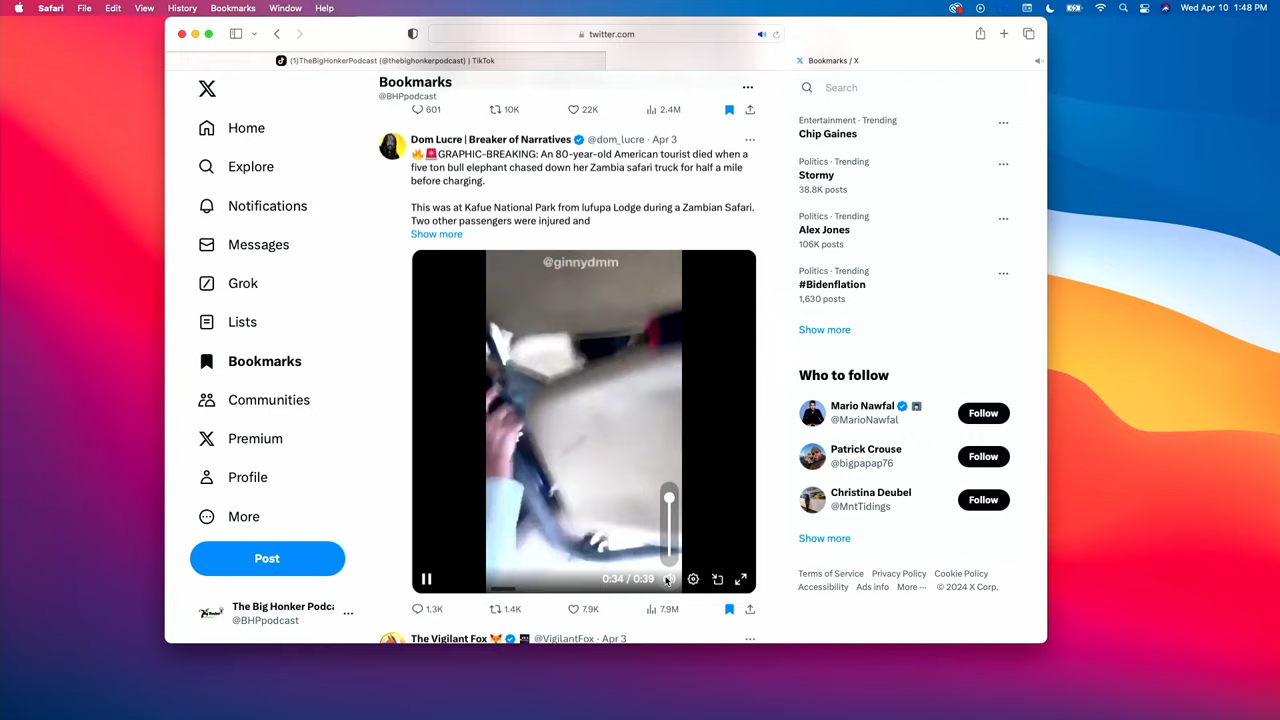 Safari File Edit View History Bookmarks Window Help
Wed Apr 10 1:48 PM
twitter.com
(1)TheBigHonkerPodcast (@thebighonkerpodcast) | TikTok
Bookmarks / X
Home
Explore
Notifications
Messages
Grok
Lists
Bookmarks
Communities
Premium
Profile
More
Post
The Big Honker Podca
@BHPpodcast
Bookmarks
@BHPpodcast
601 10K 22K 2.4M
Dom Lucre | Breaker of Narratives @dom_lucre · Apr 3
🔥🚨GRAPHIC-BREAKING: An 80-year-old American tourist died when a
five ton bull elephant chased down her Zambia safari truck for half a mile
before charging.
This was at Kafue National Park from lufupa Lodge during a Zambian Safari.
Two other passengers were injured and
Show more
@ginnydmm
0:34 / 0:39
1.3K 1.4K 7.9K 7.9M
The Vigilant Fox 🦊 @VigilantFox · Apr 3
Search
Entertainment · Trending
Chip Gaines
Politics · Trending
Stormy
38.8K posts
Politics · Trending
Alex Jones
106K posts
Politics · Trending
#Bidenflation
1,630 posts
Show more
Who to follow
Mario Nawfal
@MarioNawfal
Follow
Patrick Crouse
@bigpapap76
Follow
Christina Deubel
@MntTidings
Follow
Show more
Terms of Service Privacy Policy Cookie Policy
Accessibility Ads info More ··· © 2024 X Corp.